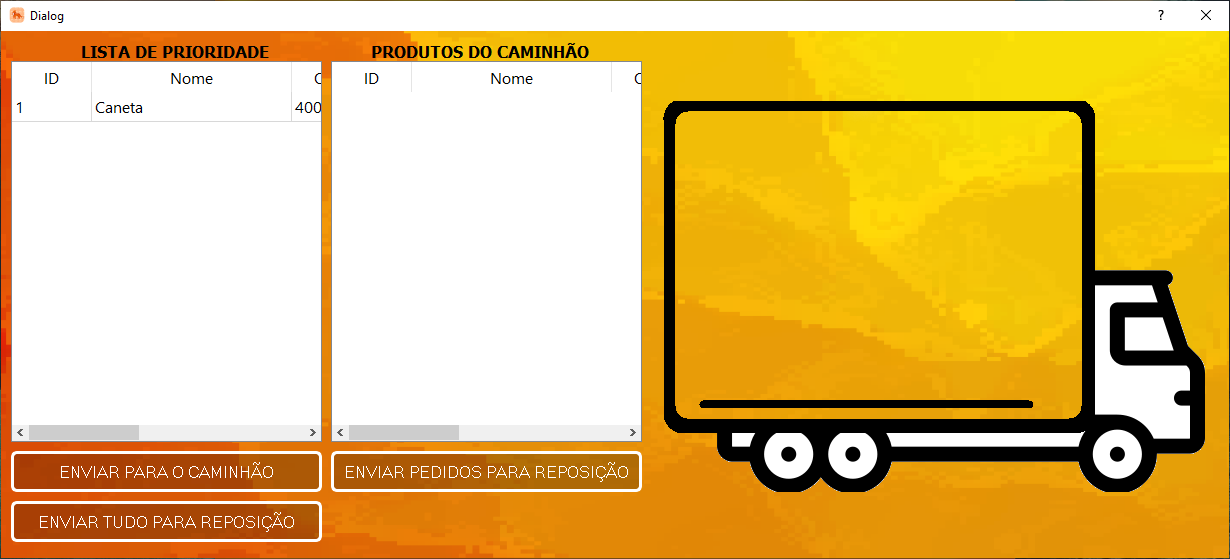 Dialog
?
LISTA DE PRIORIDADE
ID Nome
1 Caneta 400
ENVIAR PARA O CAMINHÃO
ENVIAR TUDO PARA REPOSIÇÃO
PRODUTOS DO CAMINHÃO
ID Nome
ENVIAR PEDIDOS PARA REPOSIÇÃO